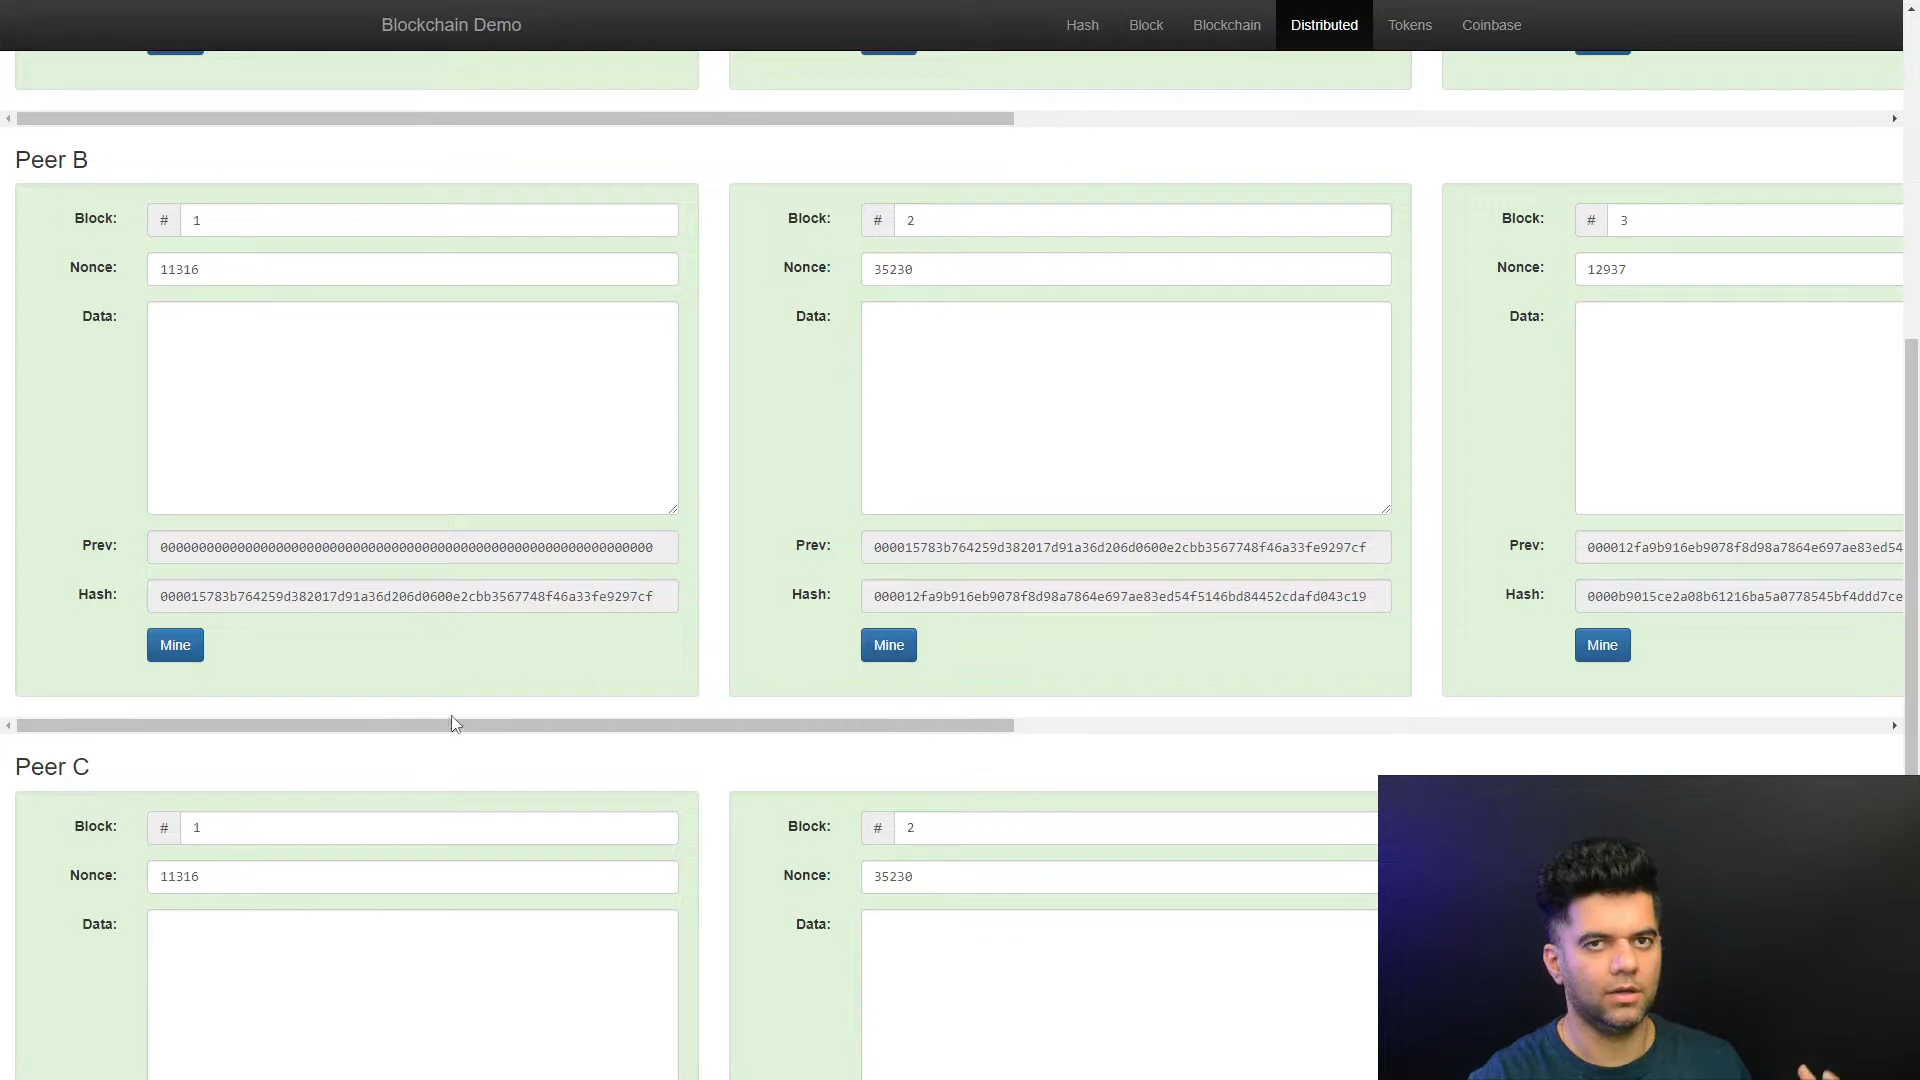 Blockchain Demo
Hash Block Blockchain Distributed Tokens Coinbase
Peer B
Block: # 1
Nonce: 11316
Data:
Prev: 0000000000000000000000000000000000000000000000000000000000000000
Hash: 000015783b764259d382017d91a36d206d0600e2cbb3567748f46a33fe9297cf
Mine
Block: # 2
Nonce: 35230
Data:
Prev: 000015783b764259d382017d91a36d206d0600e2cbb3567748f46a33fe9297cf
Hash: 000012fa9b916eb9078f8d98a7864e697ae83ed54f5146bd84452cdafd043c19
Mine
Block: # 3
Nonce: 12937
Data:
Prev: 000012fa9b916eb9078f8d98a7864e697ae83ed54
Hash: 0000b9015ce2a08b61216ba5a0778545bf4ddd7ce
Mine
Peer C
Block: # 1
Nonce: 11316
Data:
Block: # 2
Nonce: 35230
Data: